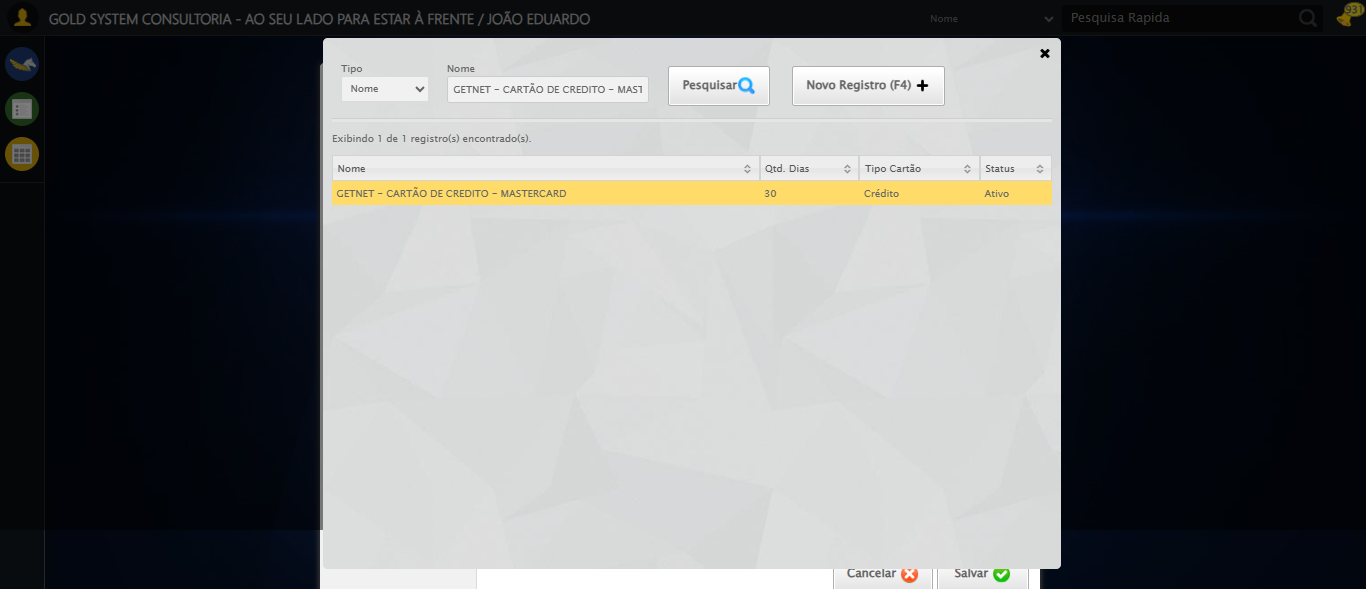 GOLD SYSTEM CONSULTORIA - AO SEU LADO PARA ESTAR À FRENTE / JOÃO EDUARDO
Nome
Pesquisa Rapida
931
Tipo
Nome
Nome
GETNET - CARTÃO DE CREDITO - MAST
Pesquisar
Novo Registro (F4)
Exibindo 1 de 1 registro(s) encontrado(s).
Nome Qtd. Dias Tipo Cartão Status
GETNET - CARTÃO DE CREDITO - MASTERCARD 30 Crédito Ativo
Cancelar
Salvar